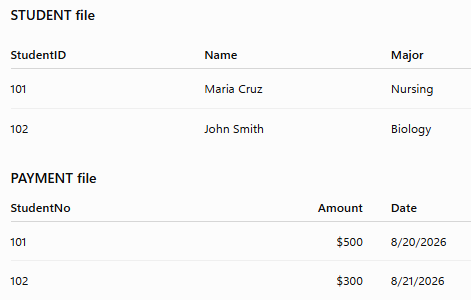 STUDENT file
StudentID Name Major
101 Maria Cruz Nursing
102 John Smith Biology
PAYMENT file
StudentNo Amount Date
101 $500 8/20/2026
102 $300 8/21/2026